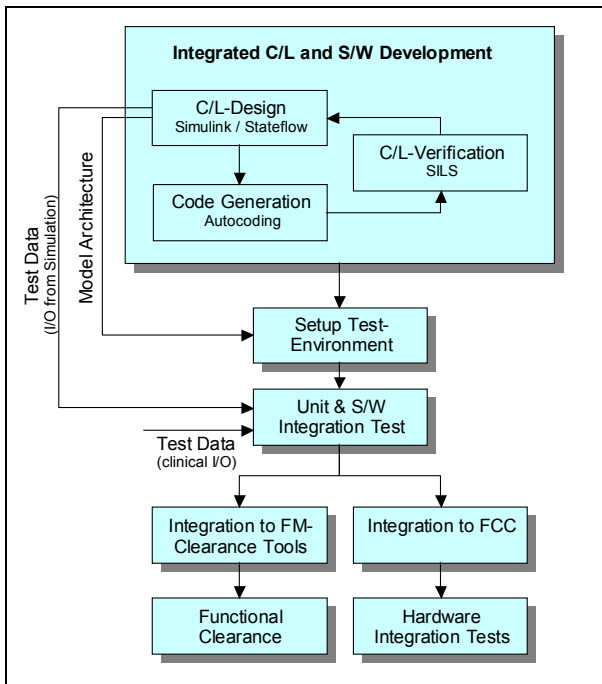 Integrated C/L and S/W Development
C/L-Design
Simulink / Stateflow
C/L-Verification
SILS
Code Generation
Autocoding
Test Data
(I/O from Simulation)
Model Architecture
Setup Test-
Environment
Unit & S/W
Integration Test
Test Data
(clinical I/O)
Integration to FM-
Clearance Tools
Integration to FCC
Functional
Clearance
Hardware
Integration Tests